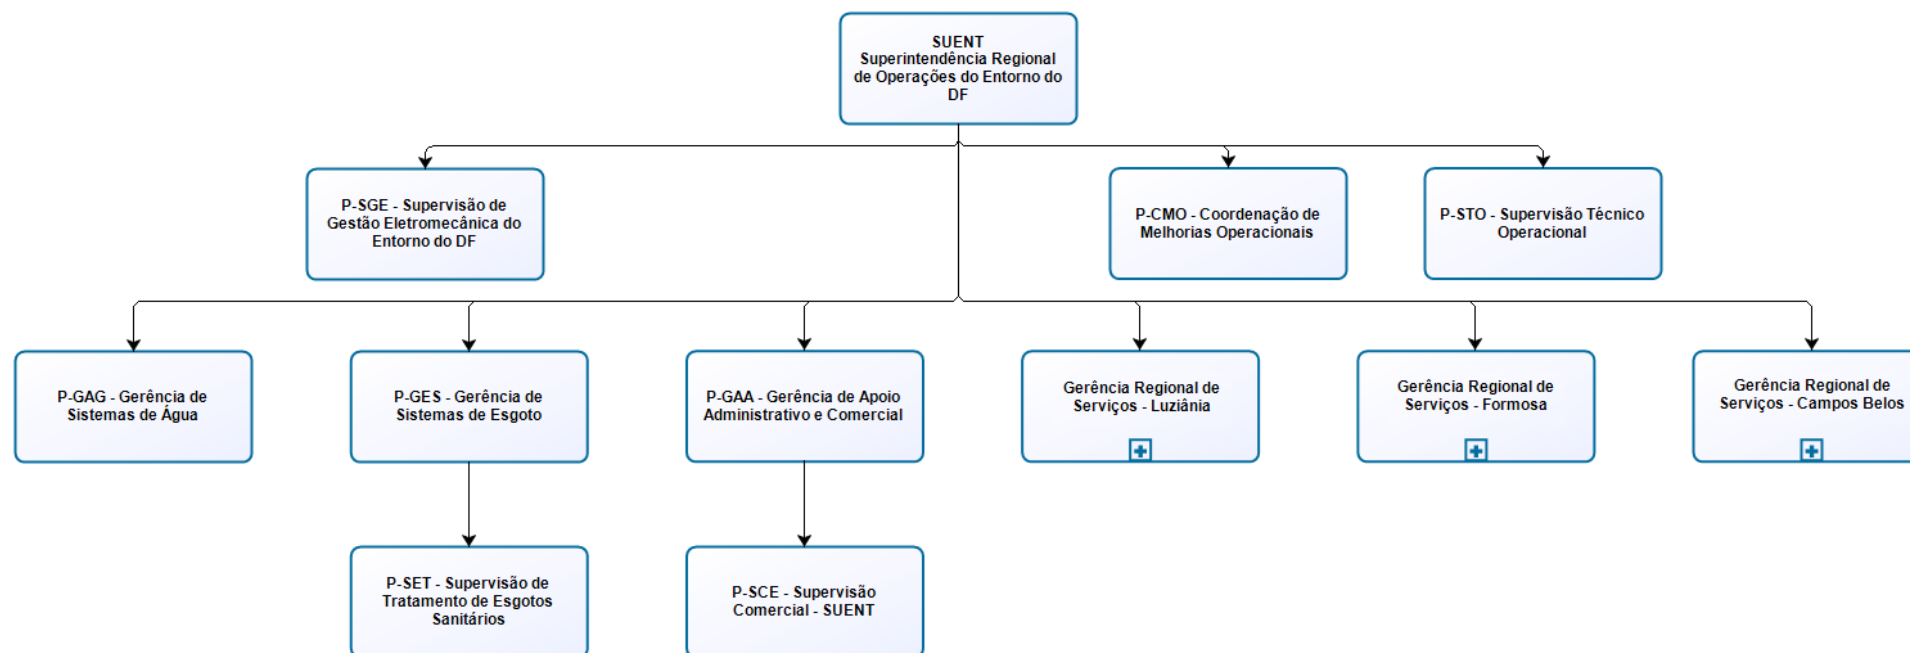 SUENT
Superintendência Regional
de Operações do Entorno do
DF
P-SGE - Supervisão de
Gestão Eletromecânica do
Entorno do DF
P-CMO - Coordenação de
Melhorias Operacionais
P-STO - Supervisão Técnico
Operacional
P-GAG - Gerência de
Sistemas de Água
P-GES - Gerência de
Sistemas de Esgoto
P-GAA - Gerência de Apoio
Administrativo e Comercial
Gerência Regional de
Serviços - Luziânia
Gerência Regional de
Serviços - Formosa
Gerência Regional de
Serviços - Campos Belos
P-SET - Supervisão de
Tratamento de Esgotos
Sanitários
P-SCE - Supervisão
Comercial - SUENT